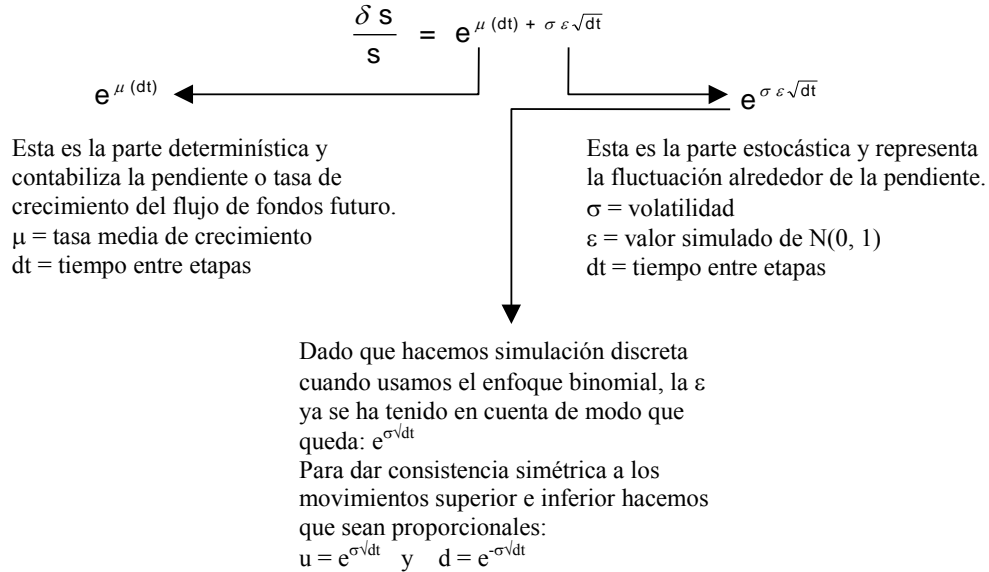 δ s / s = e^μ (dt) + σ ε√dt
e^μ (dt)
e^σ ε√dt
Esta es la parte determinística y
contabiliza la pendiente o tasa de
crecimiento del flujo de fondos futuro.
μ = tasa media de crecimiento
dt = tiempo entre etapas
Esta es la parte estocástica y representa
la fluctuación alrededor de la pendiente.
σ = volatilidad
ε = valor simulado de N(0, 1)
dt = tiempo entre etapas
Dado que hacemos simulación discreta
cuando usamos el enfoque binomial, la ε
ya se ha tenido en cuenta de modo que
queda: e^σ√dt
Para dar consistencia simétrica a los
movimientos superior e inferior hacemos
que sean proporcionales:
u = e^σ√dt y d = e^-σ√dt